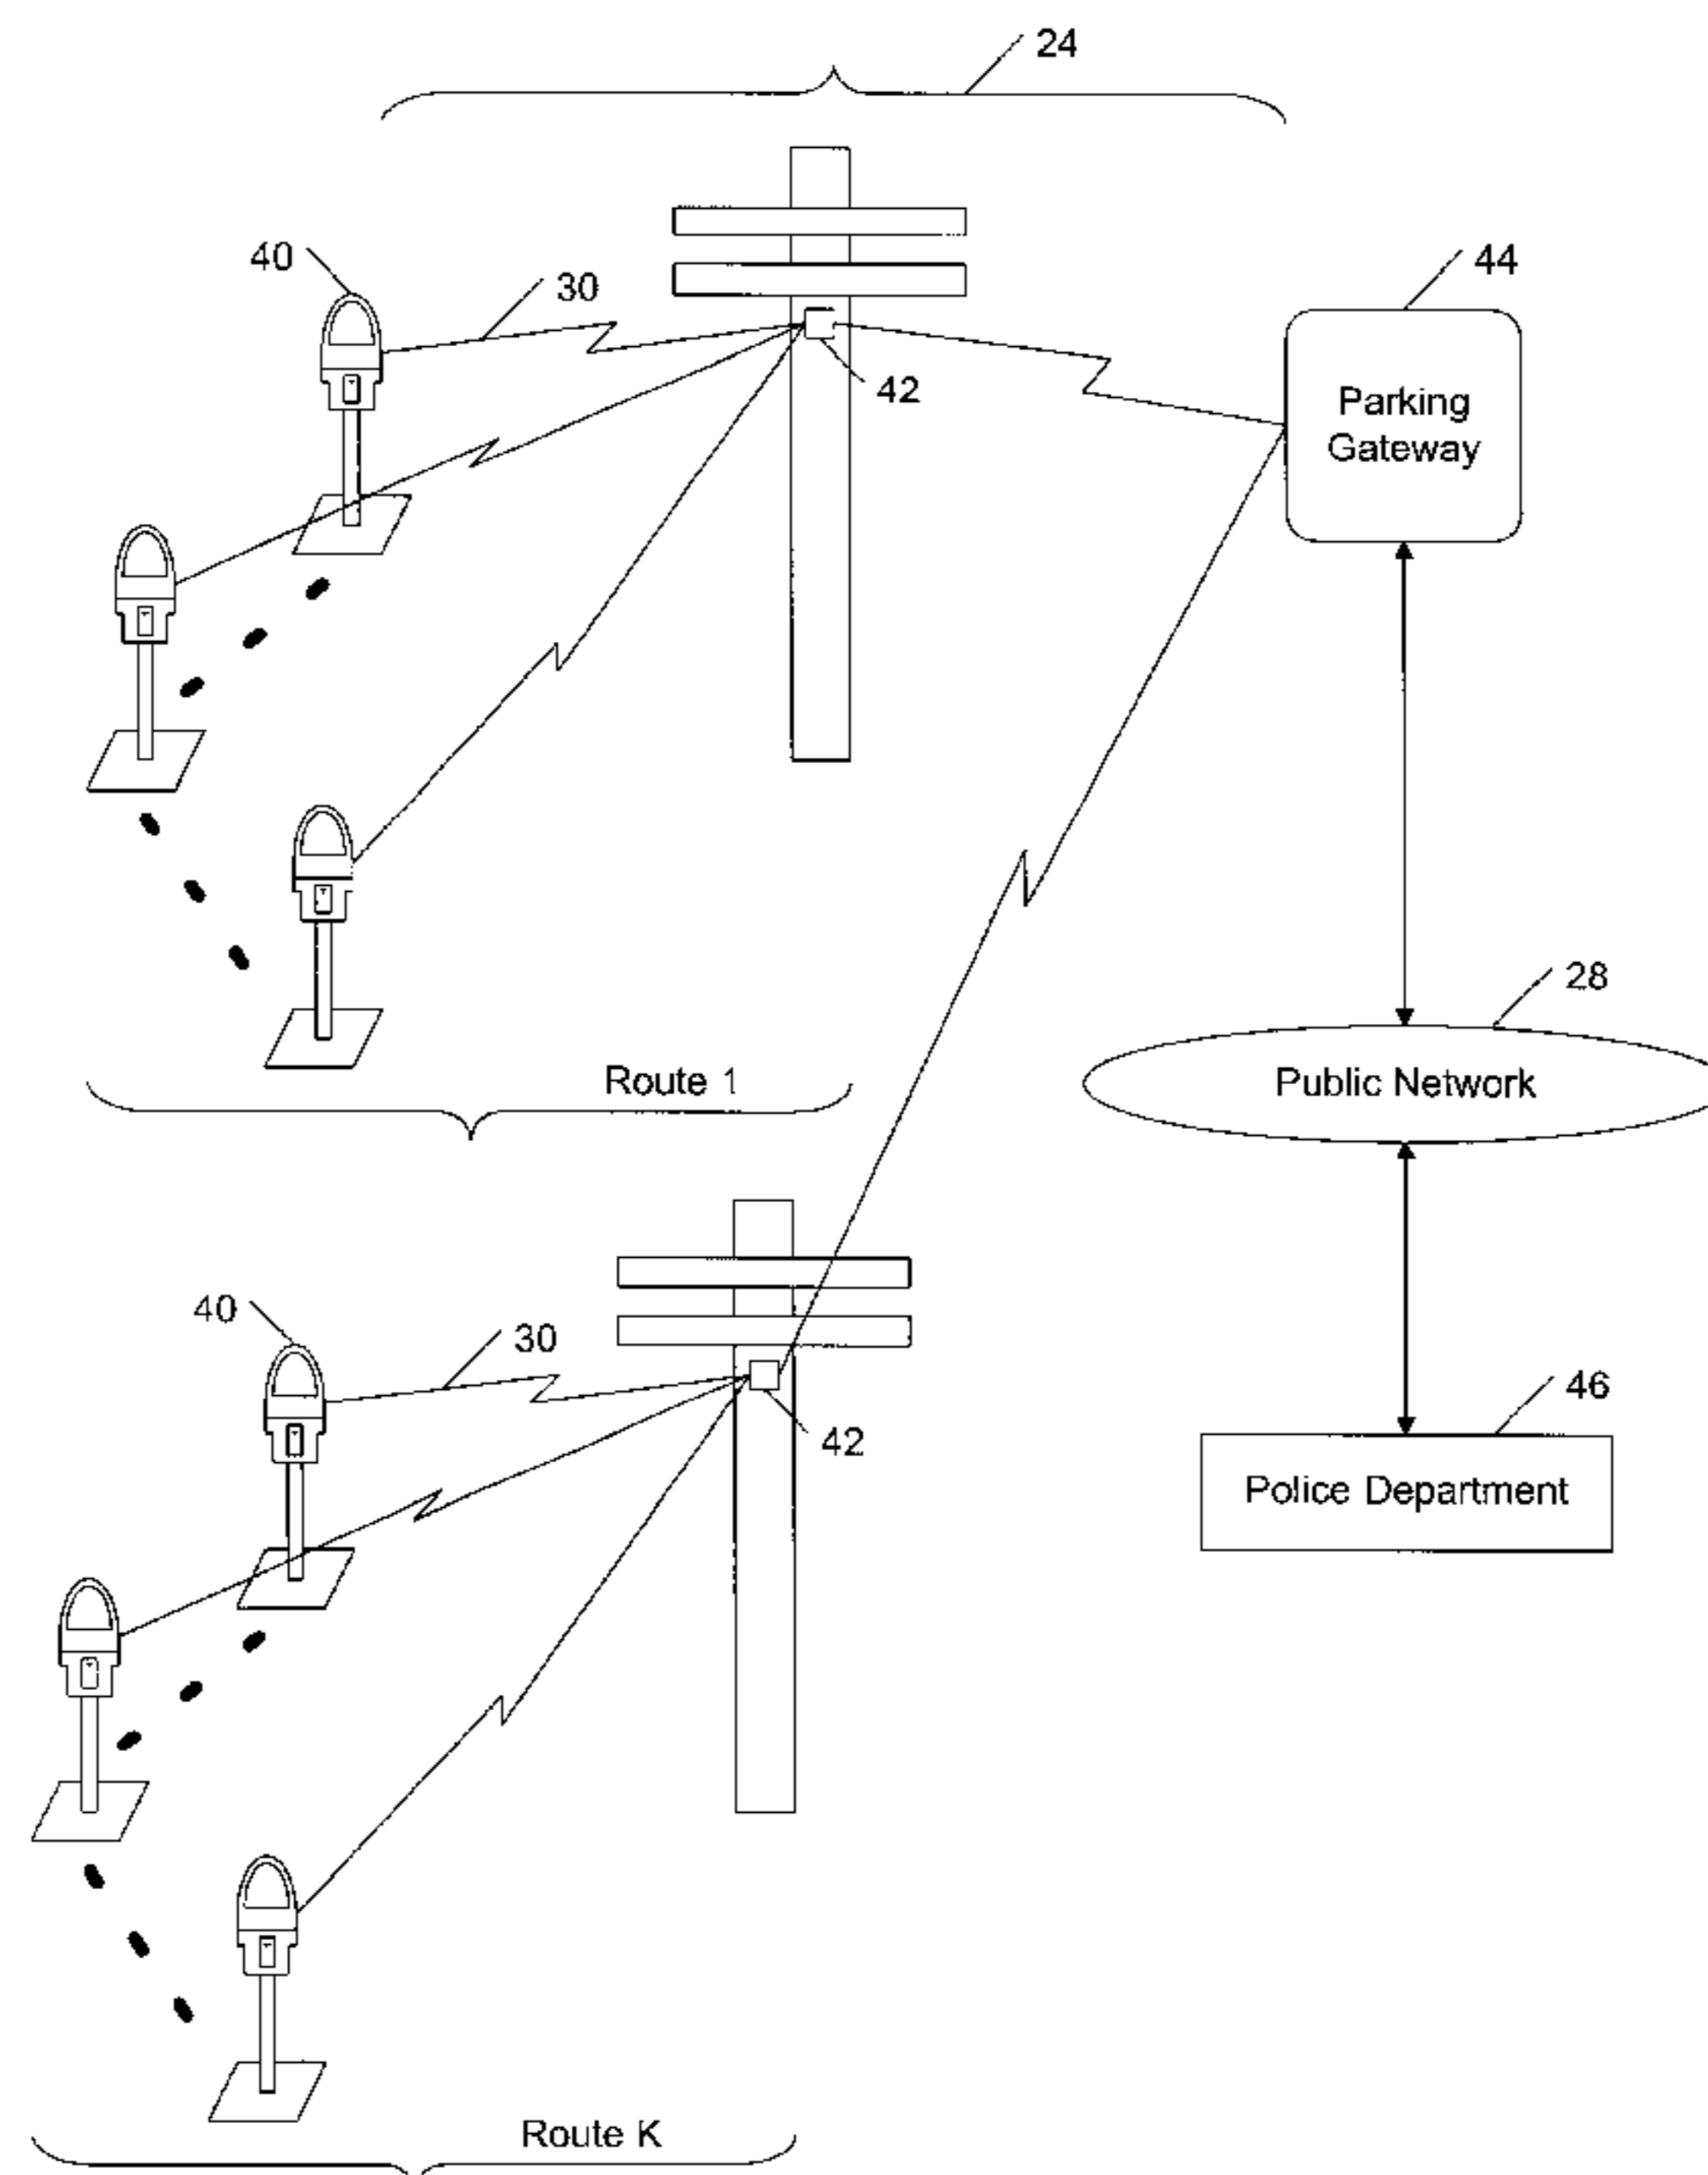 24
40
30
44
42
Parking
Gateway
28
Public Network
Route 1
40
30
42
46
Police Department
Route K